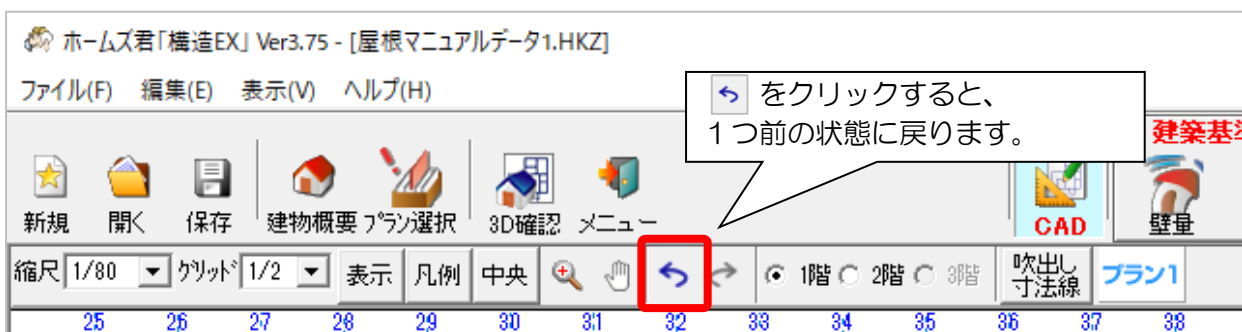 ホームズ君「構造EX」 Ver3.75 - [屋根マニュアルデータ1.HKZ]
ファイル(F) 編集(E) 表示(V) ヘルプ(H)
をクリックすると、
１つ前の状態に戻ります。
建築基準
新規 開く 保存 建物概要 プラン選択 3D確認 メニュー CAD 壁量
縮尺 1/80 グリッド 1/2 表示 凡例 中央 1階 2階 3階 吹出し寸法線 プラン1
25 26 27 28 29 30 31 32 33 34 35 36 37 38